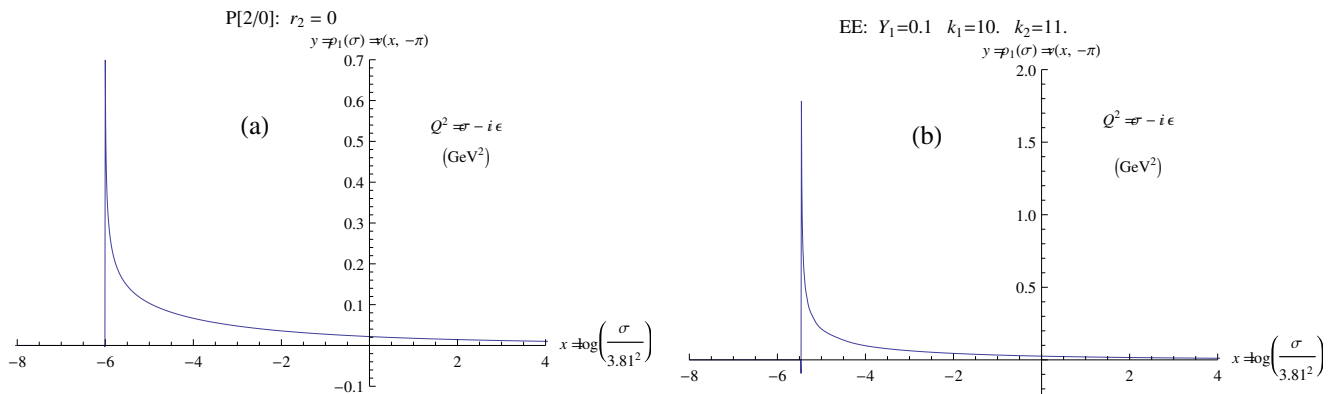 P[2/0]: r₂ = 0
y=ρ₁(σ)=v(x, −π)
0.7
0.6
0.5
0.4
0.3
0.2
0.1
−0.1
(a)
Q² = σ − i ϵ
(GeV²)
−8 −6 −4 −2 0 2 4
x=log(σ/3.81²)
EE: Y₁=0.1 k₁=10. k₂=11.
y=ρ₁(σ)=v(x, −π)
2.0
1.5
1.0
0.5
(b)
Q² = σ − i ϵ
(GeV²)
−8 −6 −4 −2 0 2 4
x=log(σ/3.81²)